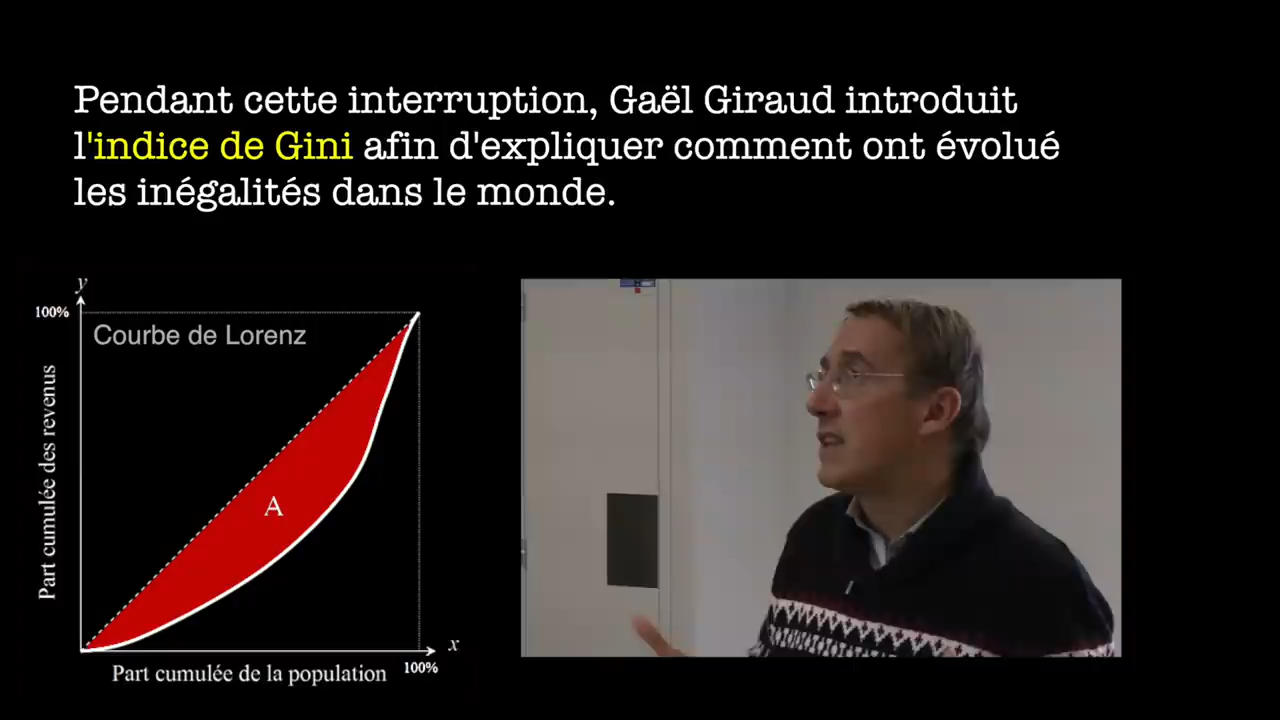 Pendant cette interruption, Gaël Giraud introduit
l'indice de Gini afin d'expliquer comment ont évolué
les inégalités dans le monde.
y
100%
Courbe de Lorenz
Part cumulée des revenus
A
x
Part cumulée de la population
100%